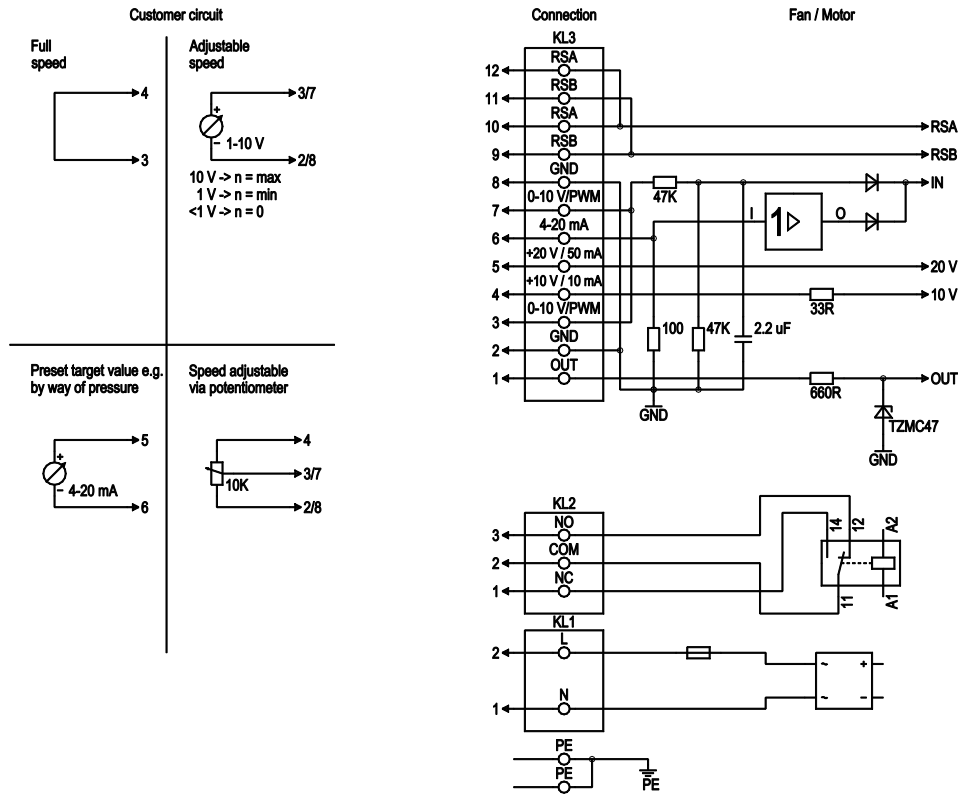 Customer circuit
Connection
Fan / Motor
Full
speed
4
3
Adjustable
speed
3/7
+
1-10 V
–
2/8
10 V -> n = max
1 V -> n = min
<1 V -> n = 0
Preset target value e.g.
by way of pressure
5
+
4-20 mA
–
6
Speed adjustable
via potentiometer
4
3/7
10K
2/8
KL3
12 RSA
11 RSB
10 RSA
RSA
9 RSB
RSB
8 GND
47K
IN
7 0-10 V/PWM
I
1
O
6 4-20 mA
5 +20 V / 50 mA
20 V
4 +10 V / 10 mA
33R
10 V
3 0-10 V/PWM
100
47K
2.2 uF
2 GND
1 OUT
660R
OUT
GND
TZMC47
GND
KL2
3 NO
2 COM
1 NC
14
12
A2
11
A1
KL1
2 L
~
+
1 N
~
–
PE
PE
PE